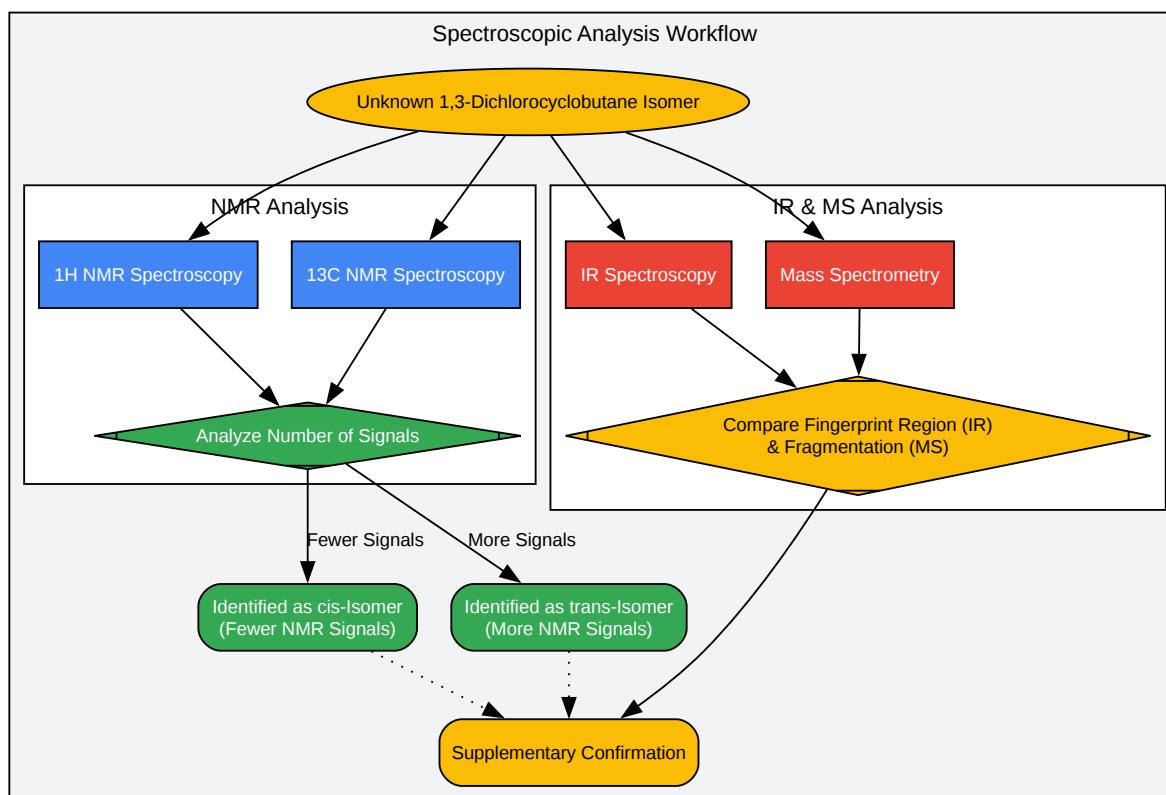 Spectroscopic Analysis Workflow
Unknown 1,3-Dichlorocyclobutane Isomer
NMR Analysis
IR & MS Analysis
1H NMR Spectroscopy
13C NMR Spectroscopy
IR Spectroscopy
Mass Spectrometry
Analyze Number of Signals
Compare Fingerprint Region (IR)
& Fragmentation (MS)
Fewer Signals
More Signals
Identified as cis-Isomer
(Fewer NMR Signals)
Identified as trans-Isomer
(More NMR Signals)
Supplementary Confirmation